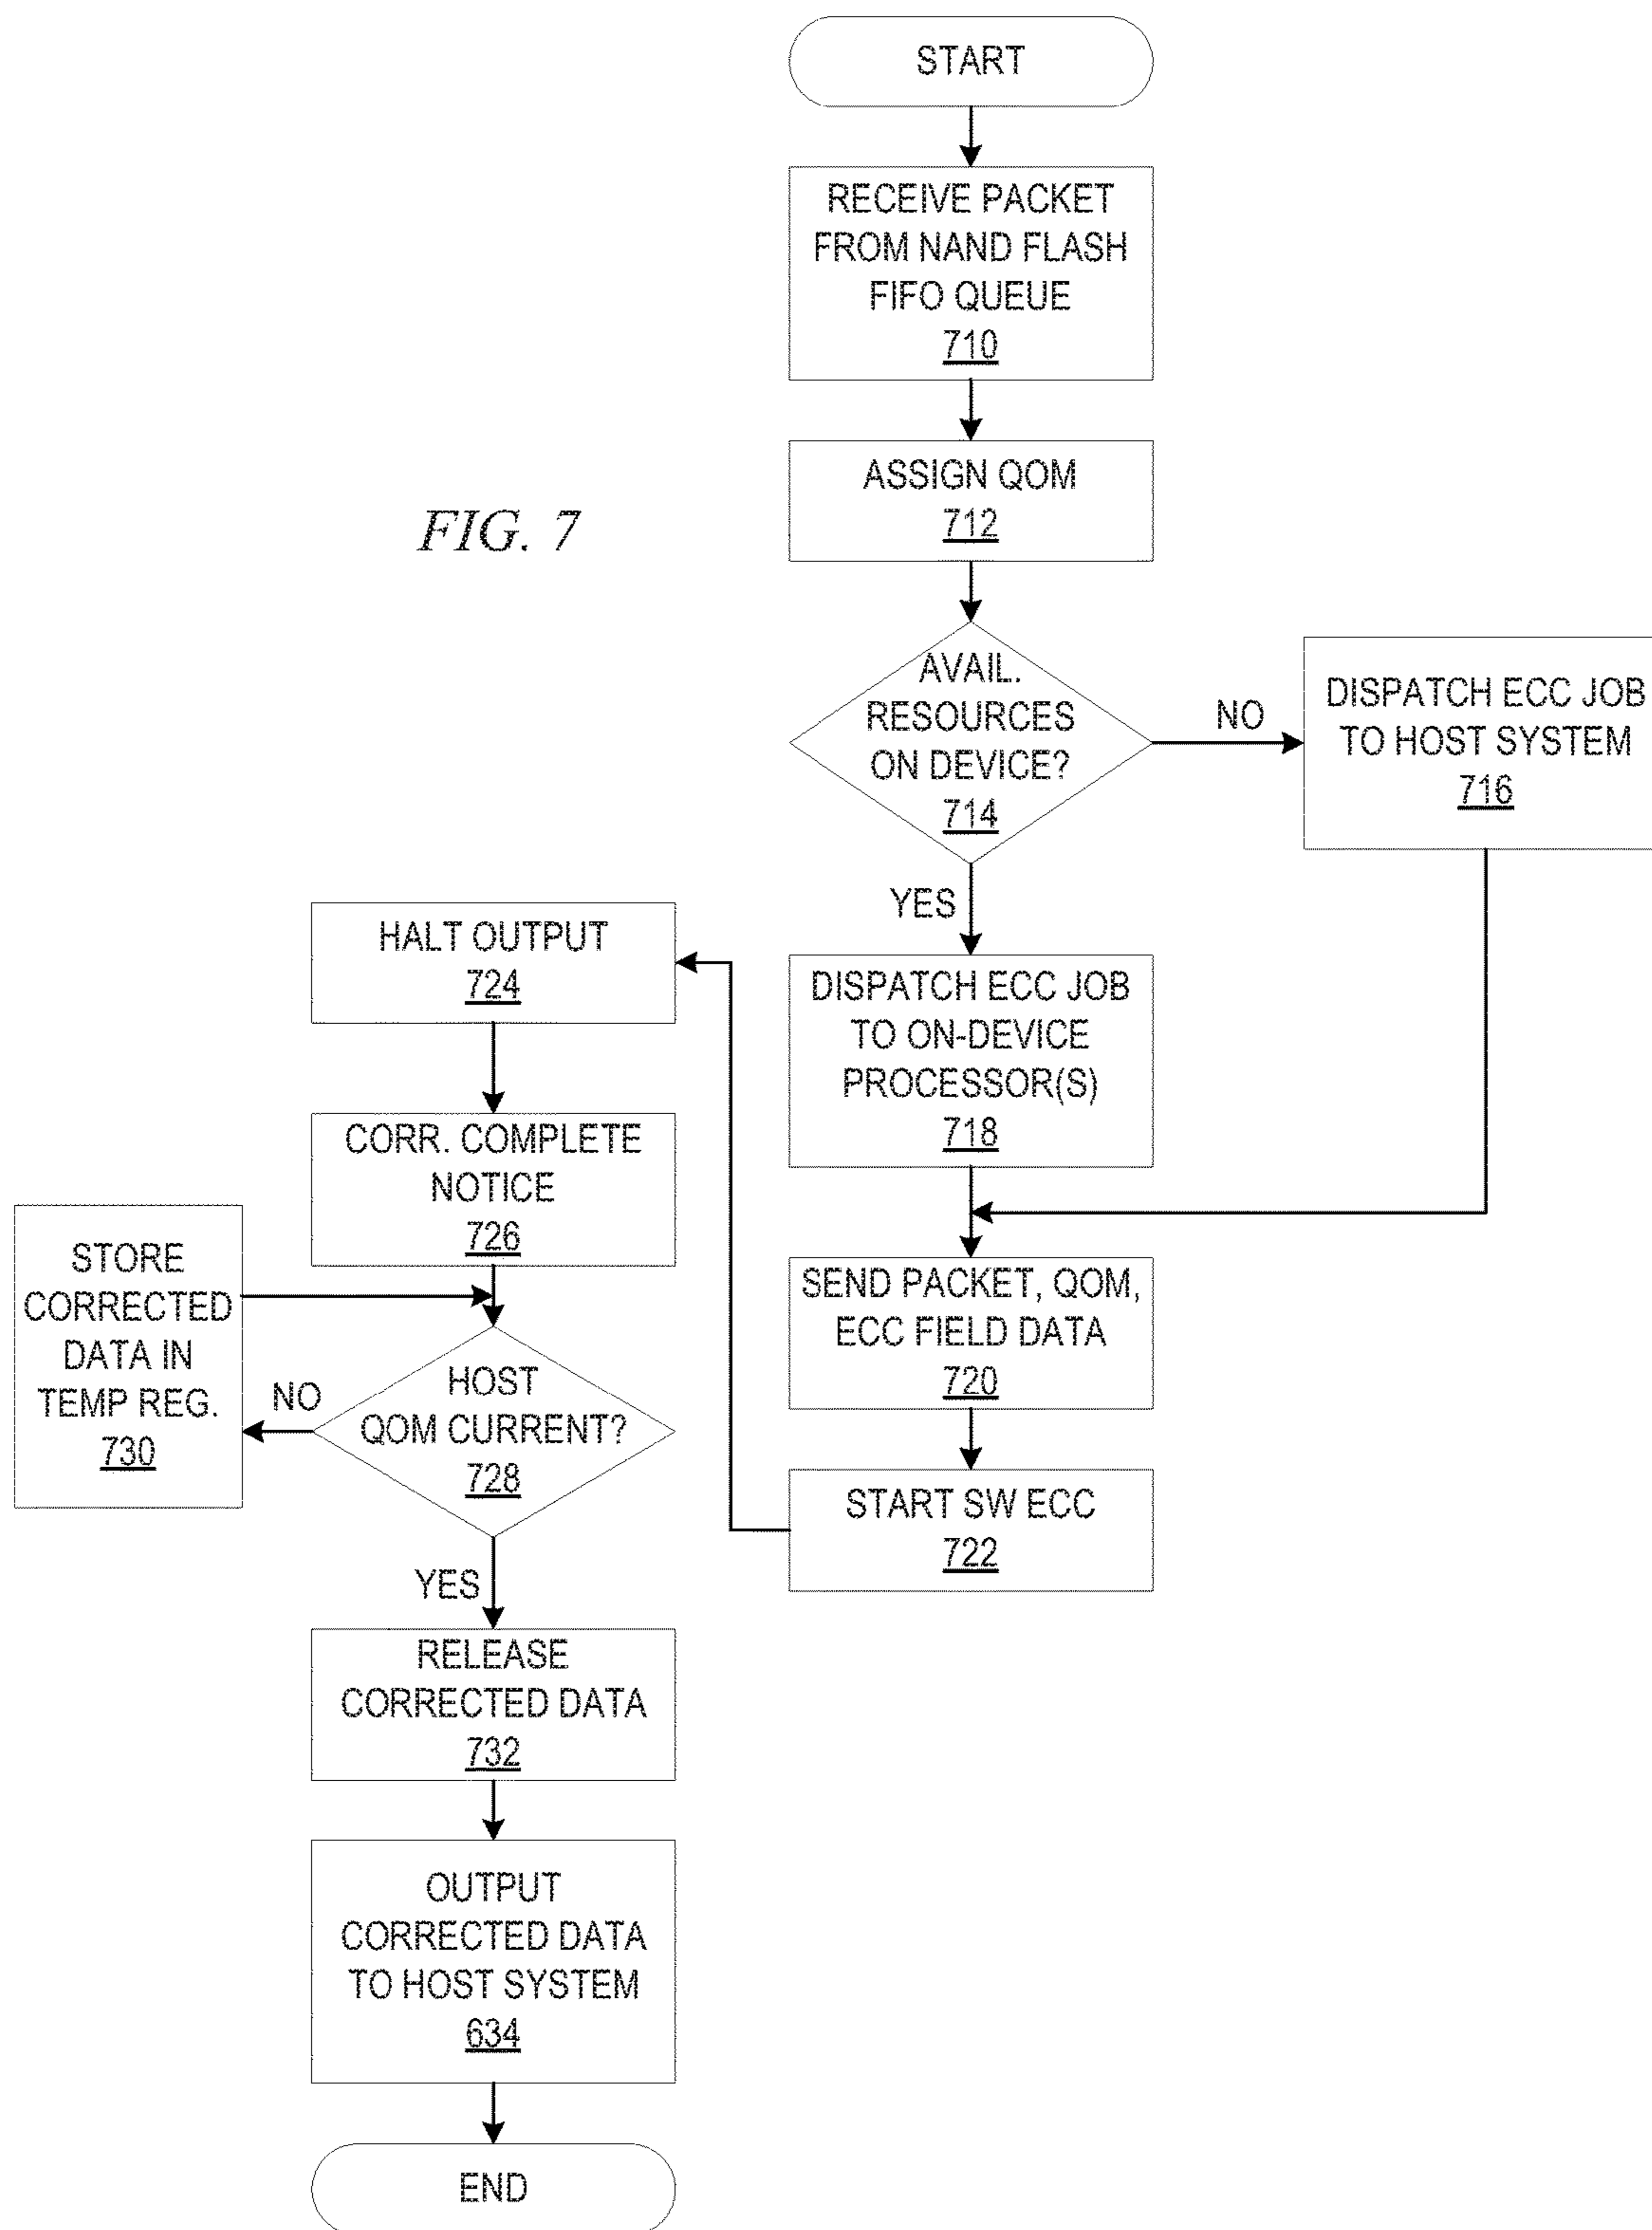 START
RECEIVE PACKET
FROM NAND FLASH
FIFO QUEUE
710
ASSIGN QOM
712
FIG. 7
AVAIL.
RESOURCES
ON DEVICE?
714
NO
DISPATCH ECC JOB
TO HOST SYSTEM
716
YES
DISPATCH ECC JOB
TO ON-DEVICE
PROCESSOR(S)
718
SEND PACKET, QOM,
ECC FIELD DATA
720
START SW ECC
722
HALT OUTPUT
724
CORR. COMPLETE
NOTICE
726
HOST
QOM CURRENT?
728
NO
STORE
CORRECTED
DATA IN
TEMP REG.
730
YES
RELEASE
CORRECTED DATA
732
OUTPUT
CORRECTED DATA
TO HOST SYSTEM
634
END